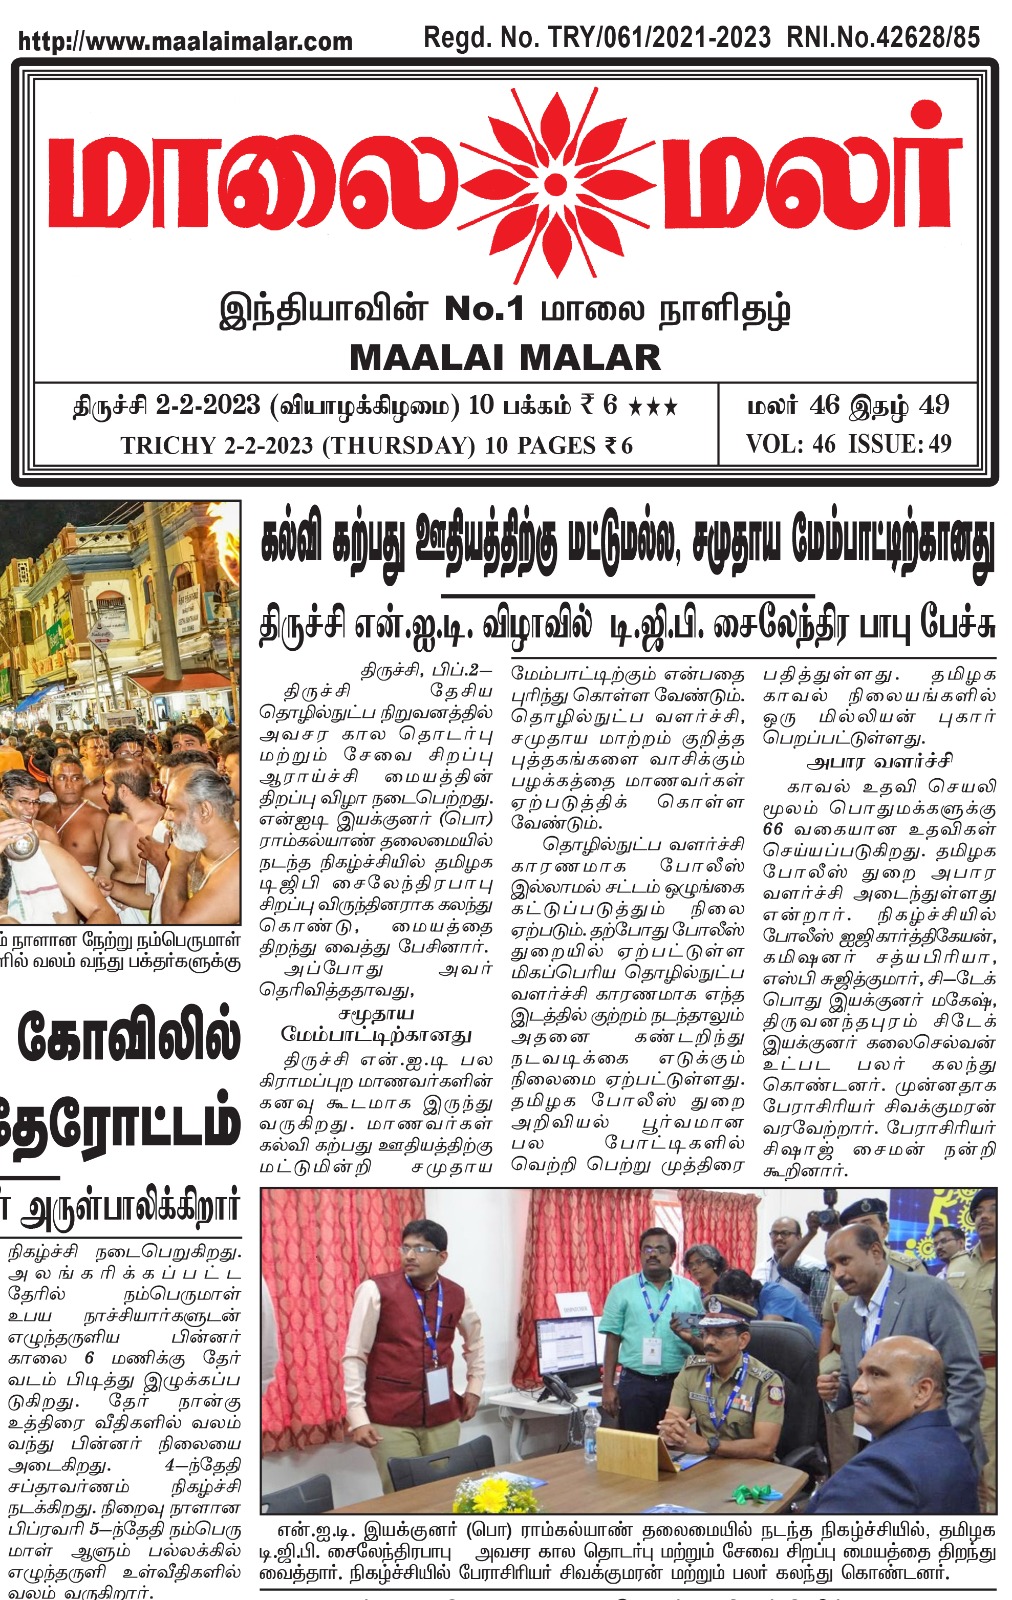 http://www.maalaimalar.com
Regd. No. TRY/061/2021-2023 RNI.No.42628/85
மாலை மலர்
இந்தியாவின் No.1 மாலை நாளிதழ்
MAALAI MALAR
திருச்சி 2-2-2023 (வியாழக்கிழமை) 10 பக்கம் ₹ 6 ★★★
TRICHY 2-2-2023 (THURSDAY) 10 PAGES ₹ 6
மலர் 46 இதழ் 49
VOL: 46 ISSUE: 49
நாளான நேற்று நம்பெருமாள்
வலம் வந்து பக்தர்களுக்கு
கோவிலில்
தேரோட்டம்
அருள்பாலிக்கிறார்
நிகழ்ச்சி நடைபெறுகிறது.
அலங்கரிக்கப்பட்ட
தேரில் நம்பெருமாள்
உபய நாச்சியார்களுடன்
எழுந்தருளிய பின்னர்
காலை 6 மணிக்கு தேர்
வடம் பிடித்து இழுக்கப்ப
டுகிறது. தேர் நான்கு
உத்திரை வீதிகளில் வலம்
வந்து பின்னர் நிலையை
அடைகிறது. 4–ந்தேதி
சப்தாவர்ணம் நிகழ்ச்சி
நடக்கிறது. நிறைவு நாளான
பிப்ரவரி 5–ந்தேதி நம்பெரு
மாள் ஆளும் பல்லக்கில்
எழுந்தருளி உள்வீதிகளில்
வலம் வருகிறார்.
கல்வி கற்பது ஊதியத்திற்கு மட்டுமல்ல, சமுதாய மேம்பாட்டிற்கானது
திருச்சி என்.ஐ.டி. விழாவில் டி.ஜி.பி. சைலேந்திர பாபு பேச்சு
திருச்சி, பிப்.2–
திருச்சி தேசிய
தொழில்நுட்ப நிறுவனத்தில்
அவசர கால தொடர்பு
மற்றும் சேவை சிறப்பு
ஆராய்ச்சி மையத்தின்
திறப்பு விழா நடைபெற்றது.
என்ஐடி இயக்குனர் (பொ)
ராம்கல்யாண் தலைமையில்
நடந்த நிகழ்ச்சியில் தமிழக
டிஜிபி சைலேந்திரபாபு
சிறப்பு விருந்தினராக கலந்து
கொண்டு, மையத்தை
திறந்து வைத்து பேசினார்.
அப்போது அவர்
தெரிவித்ததாவது,
சமூதாய
மேம்பாட்டிற்கானது
திருச்சி என்.ஐ.டி பல
கிராமப்புற மாணவர்களின்
கனவு கூடமாக இருந்து
வருகிறது. மாணவர்கள்
கல்வி கற்பது ஊதியத்திற்கு
மட்டுமின்றி சமுதாய
மேம்பாட்டிற்கும் என்பதை
புரிந்து கொள்ள வேண்டும்.
தொழில்நுட்ப வளர்ச்சி,
சமுதாய மாற்றம் குறித்த
புத்தகங்களை வாசிக்கும்
பழக்கத்தை மாணவர்கள்
ஏற்படுத்திக் கொள்ள
வேண்டும்.
தொழில்நுட்ப வளர்ச்சி
காரணமாக போலீஸ்
இல்லாமல் சட்டம் ஒழுங்கை
கட்டுப்படுத்தும் நிலை
ஏற்படும். தற்போது போலீஸ்
துறையில் ஏற்பட்டுள்ள
மிகப்பெரிய தொழில்நுட்ப
வளர்ச்சி காரணமாக எந்த
இடத்தில் குற்றம் நடந்தாலும்
அதனை கண்டறிந்து
நடவடிக்கை எடுக்கும்
நிலைமை ஏற்பட்டுள்ளது.
தமிழக போலீஸ் துறை
அறிவியல் பூர்வமான
பல போட்டிகளில்
வெற்றி பெற்று முத்திரை
பதித்துள்ளது. தமிழக
காவல் நிலையங்களில்
ஒரு மில்லியன் புகார்
பெறப்பட்டுள்ளது.
அபார வளர்ச்சி
காவல் உதவி செயலி
மூலம் பொதுமக்களுக்கு
66 வகையான உதவிகள்
செய்யப்படுகிறது. தமிழக
போலீஸ் துறை அபார
வளர்ச்சி அடைந்துள்ளது
என்றார். நிகழ்ச்சியில்
போலீஸ் ஐஜிகார்த்திகேயன்,
கமிஷனர் சத்யபிரியா,
எஸ்பி சுஜித்குமார், சி–டேக்
பொது இயக்குனர் மகேஷ்,
திருவனந்தபுரம் சிடேக்
இயக்குனர் கலைசெல்வன்
உட்பட பலர் கலந்து
கொண்டனர். முன்னதாக
பேராசிரியர் சிவக்குமரன்
வரவேற்றார். பேராசிரியர்
சிஷாஜ் சைமன் நன்றி
கூறினார்.
என்.ஐ.டி. இயக்குனர் (பொ) ராம்கல்யாண் தலைமையில் நடந்த நிகழ்ச்சியில், தமிழக
டி.ஜி.பி. சைலேந்திரபாபு அவசர கால தொடர்பு மற்றும் சேவை சிறப்பு மையத்தை திறந்து
வைத்தார். நிகழ்ச்சியில் பேராசிரியர் சிவக்குமரன் மற்றும் பலர் கலந்து கொண்டனர்.